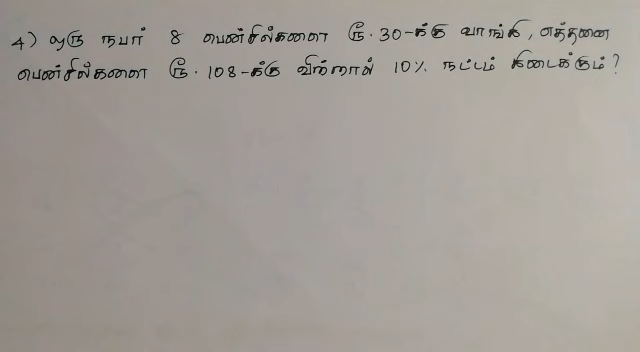 4) ஒரு நபர் 8 பென்சில்களை ரூ. 30-க்கு வாங்கி, எத்தனை
பென்சில்களை ரூ. 108-க்கு விற்றால் 10% நட்டம் கிடைக்கும்?